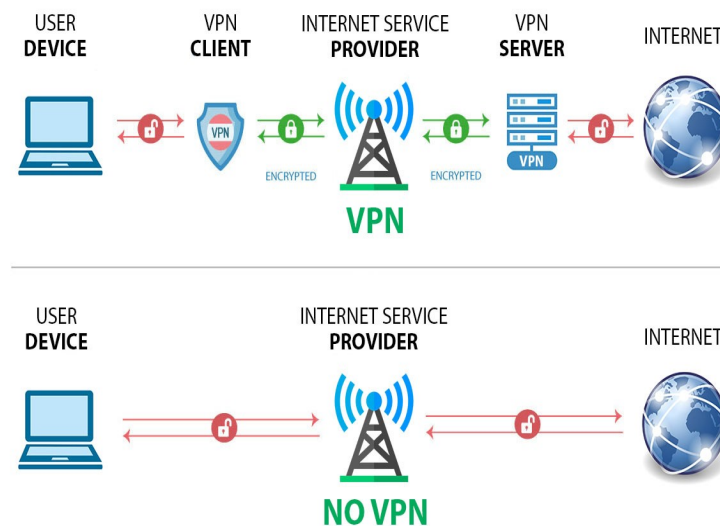 USER
DEVICE
VPN
CLIENT
INTERNET SERVICE
PROVIDER
VPN
SERVER
INTERNET
VPN
ENCRYPTED
ENCRYPTED
VPN
VPN
USER
DEVICE
INTERNET SERVICE
PROVIDER
INTERNET
NO VPN